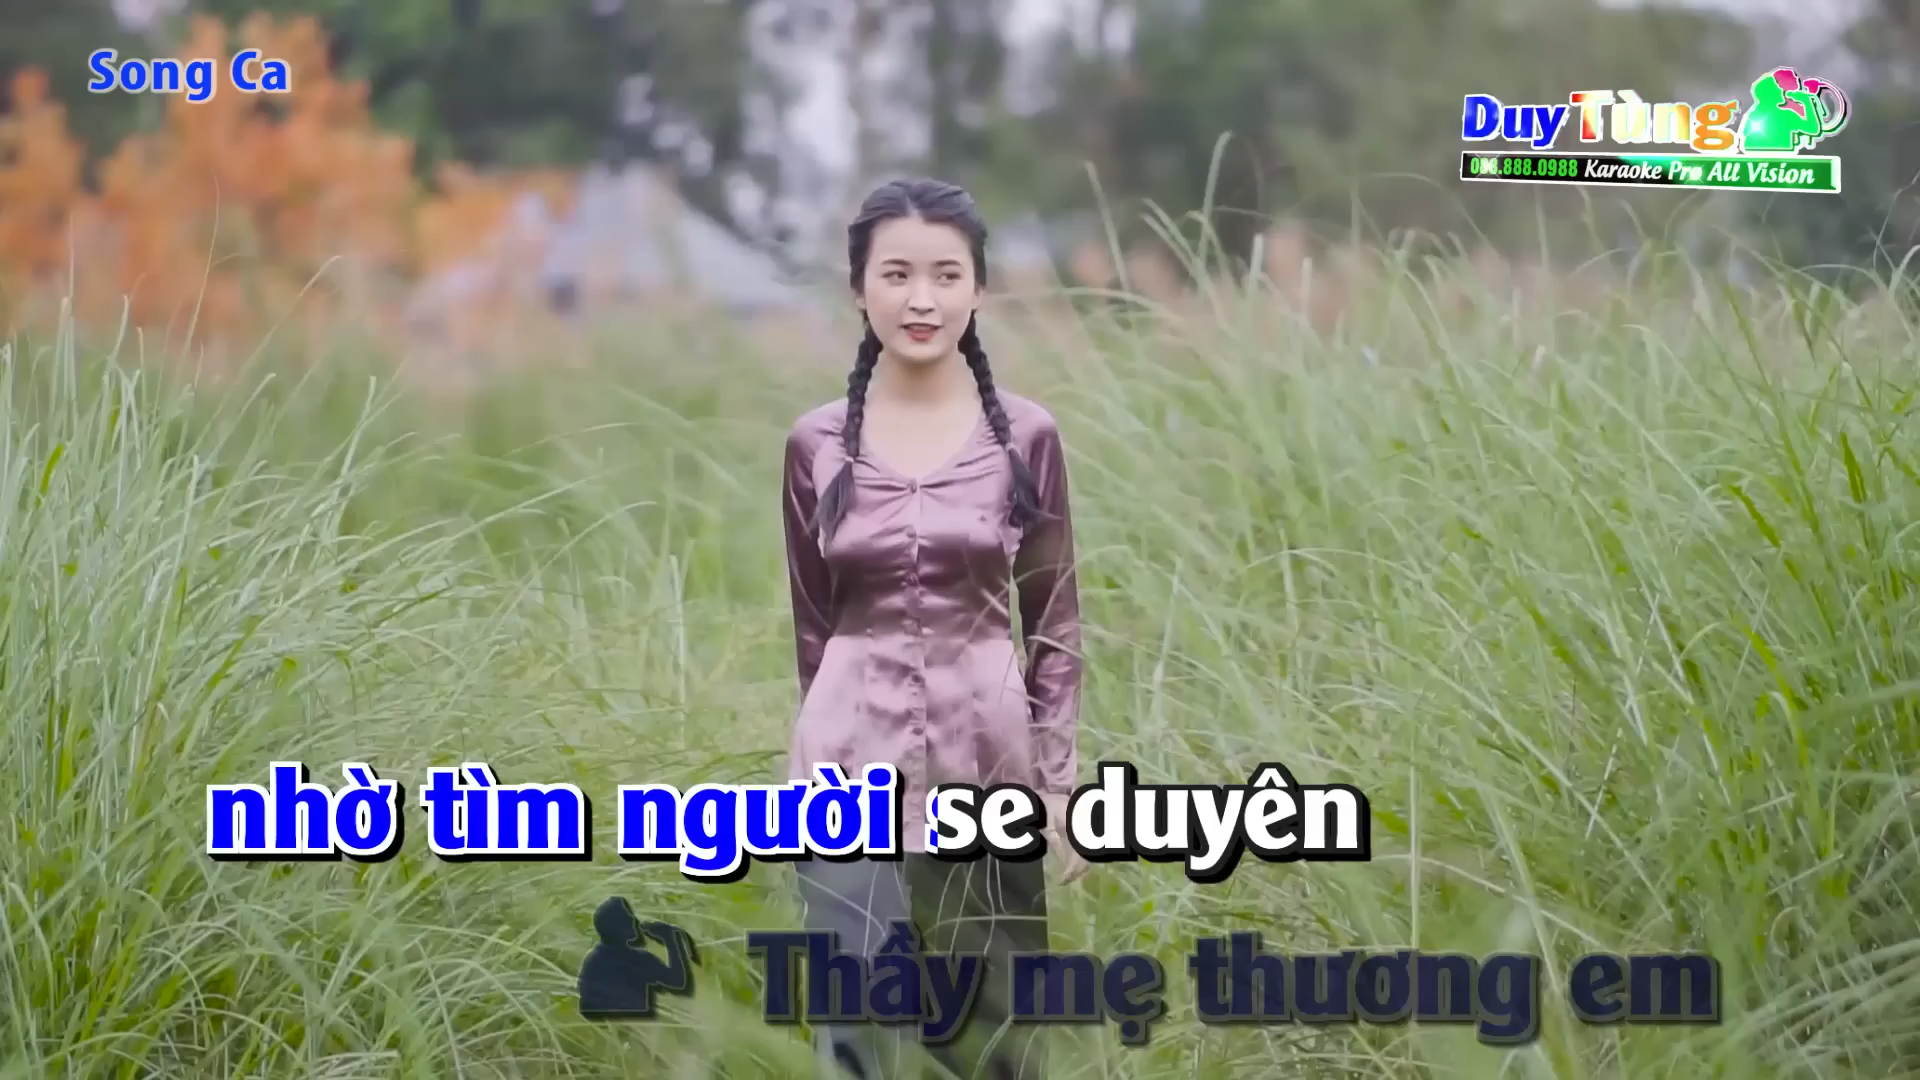 Song Ca
Duy Tùng
Karaoke Pro All Vision
nhờ tìm người se duyên
Thầy mẹ thương em